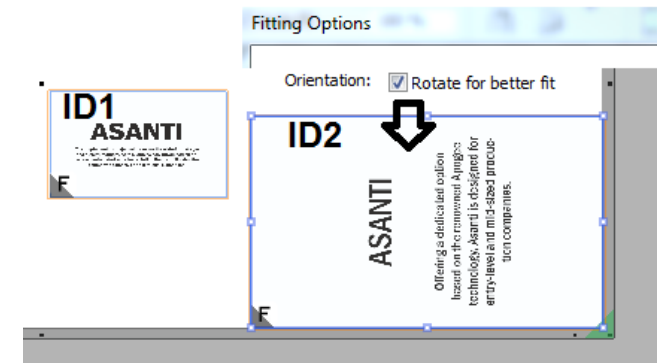 Fitting Options
Orientation: Rotate for better fit
ID1
ASANTI
F
ID2
ASANTI
Offering a dedicated option
based on the renowned Apogee
technology, Asanti is designed for
entry-level and mid-sized produc-
tion companies.
F